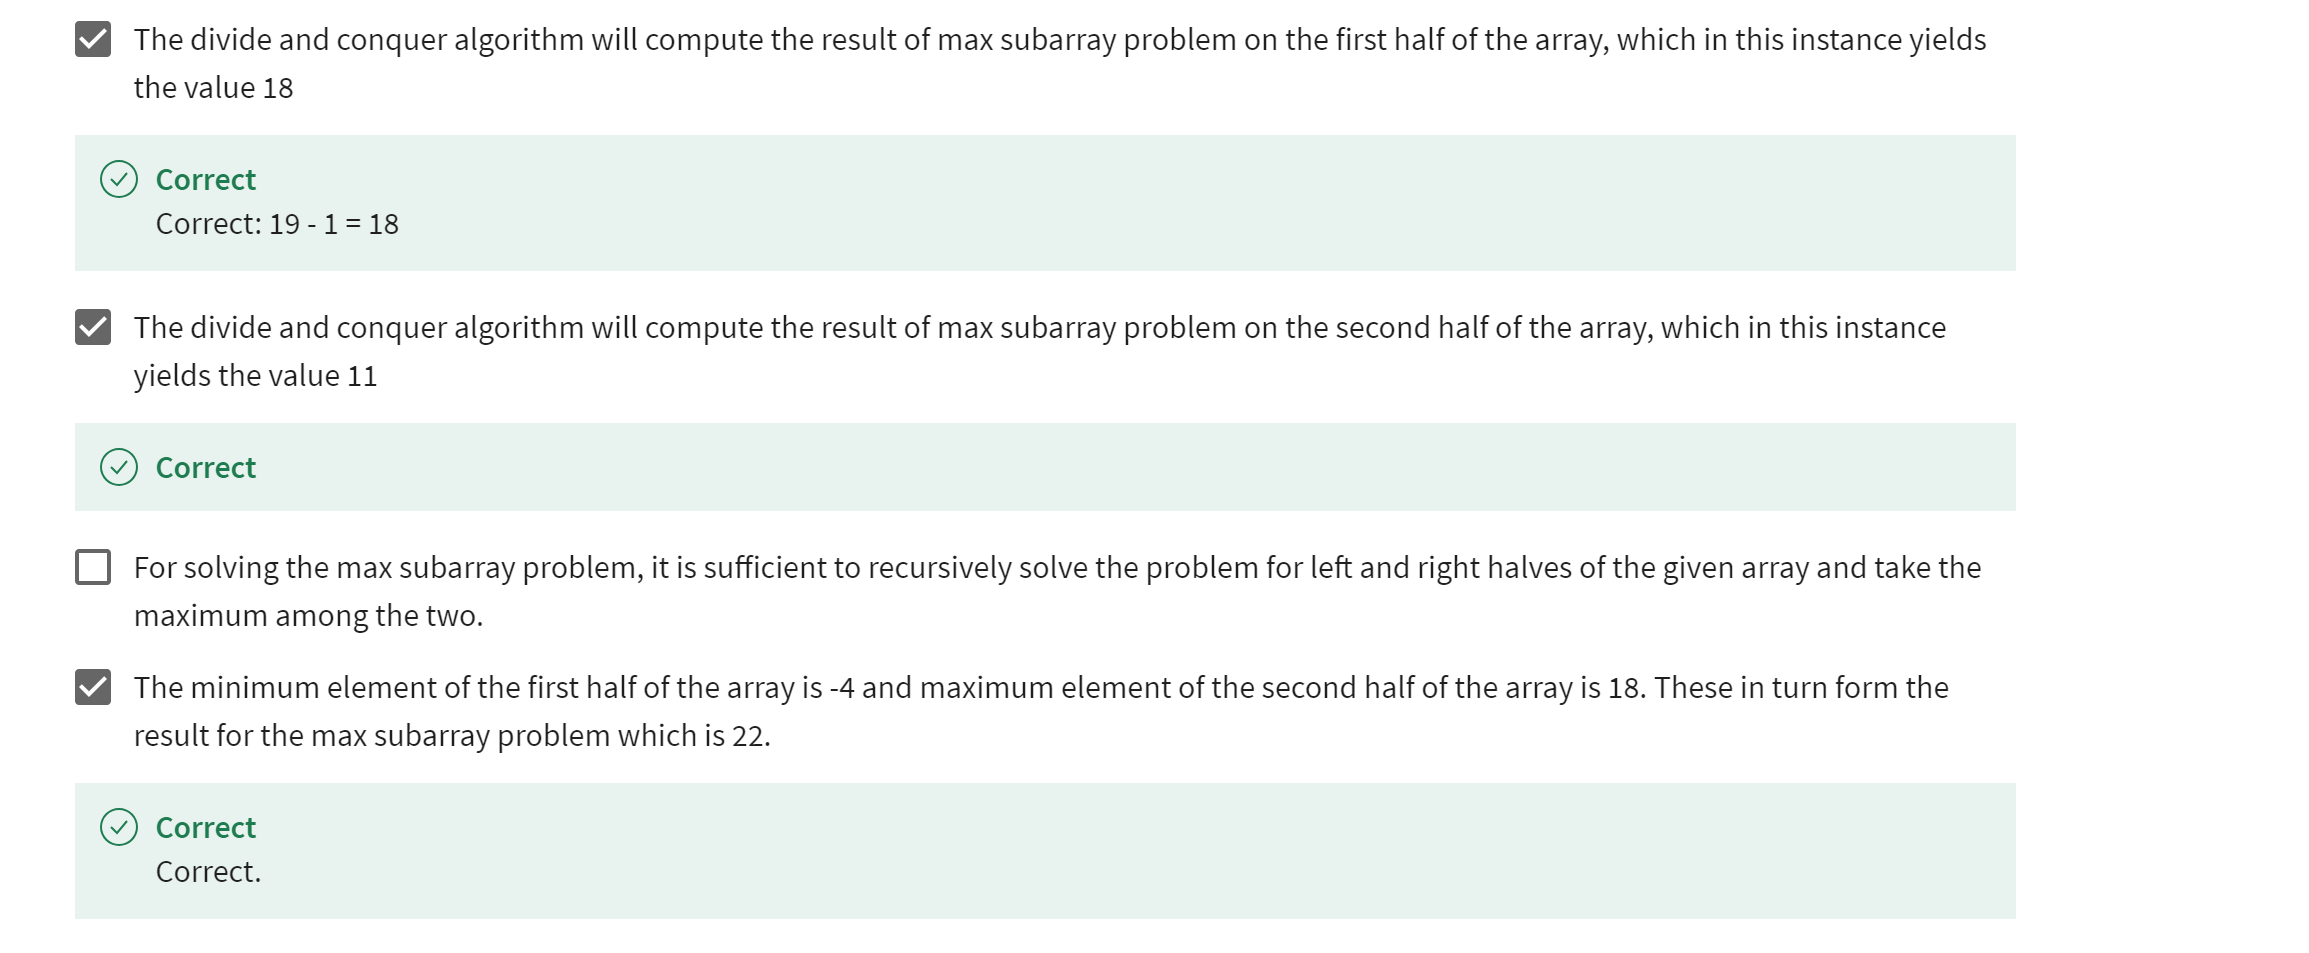 The divide and conquer algorithm will compute the result of max subarray problem on the first half of the array, which in this instance yields
the value 18
Correct
Correct: 19 - 1 = 18
The divide and conquer algorithm will compute the result of max subarray problem on the second half of the array, which in this instance
yields the value 11
Correct
For solving the max subarray problem, it is sufficient to recursively solve the problem for left and right halves of the given array and take the
maximum among the two.
The minimum element of the first half of the array is -4 and maximum element of the second half of the array is 18. These in turn form the
result for the max subarray problem which is 22.
Correct
Correct.